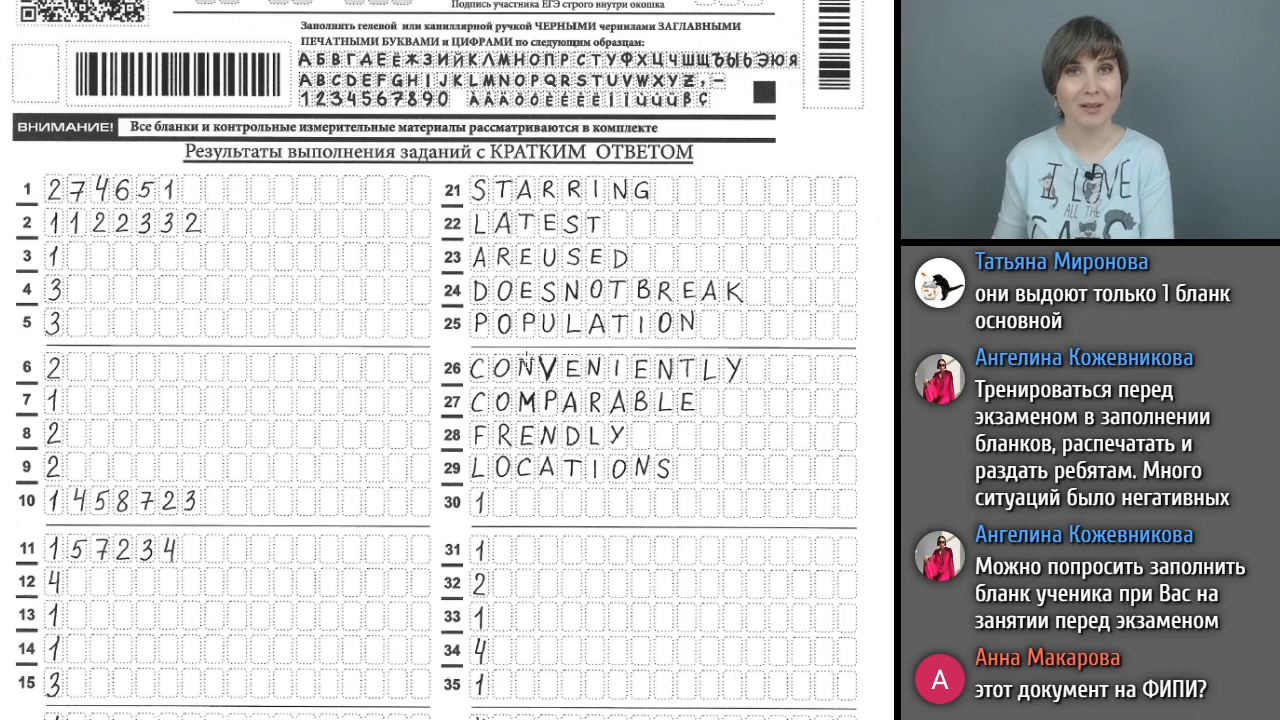 Подпись участника ЕГЭ строго внутри окошка
Заполнять гелевой или капиллярной ручкой ЧЕРНЫМИ чернилами ЗАГЛАВНЫМИ
ПЕЧАТНЫМИ БУКВАМИ и ЦИФРАМИ по следующим образцам:
АБВГДЕЁЖЗИЙКЛМНОПРСТУФХЦЧШЩЪЫЬЭЮЯ
ABCDEFGHIJKLMNOPQRSTUVWXYZ,-
1234567890
ВНИМАНИЕ! Все бланки и контрольные измерительные материалы рассматриваются в комплекте
Результаты выполнения заданий с КРАТКИМ ОТВЕТОМ
1 274651
2 1122332
3 1
4 3
5 3
6 2
7 1
8 2
9 2
10 1458723
11 157234
12 4
13 1
14 1
15 3
21 STARRING
22 LATEST
23 AREUSED
24 DOESNOTBREAK
25 POPULATION
26 CONVENIENTLY
27 COMPARABLE
28 FRENDLY
29 LOCATIONS
30 1
31 1
32 2
33 1
34 4
35 1
I LOVE
ALL THE
CATS
Татьяна Миронова
они выдоют только 1 бланк
основной
Ангелина Кожевникова
Тренироваться перед
экзаменом в заполнении
бланков, распечатать и
раздать ребятам. Много
ситуаций было негативных
Ангелина Кожевникова
Можно попросить заполнить
бланк ученика при Вас на
занятии перед экзаменом
Анна Макарова
А
этот документ на ФИПИ?